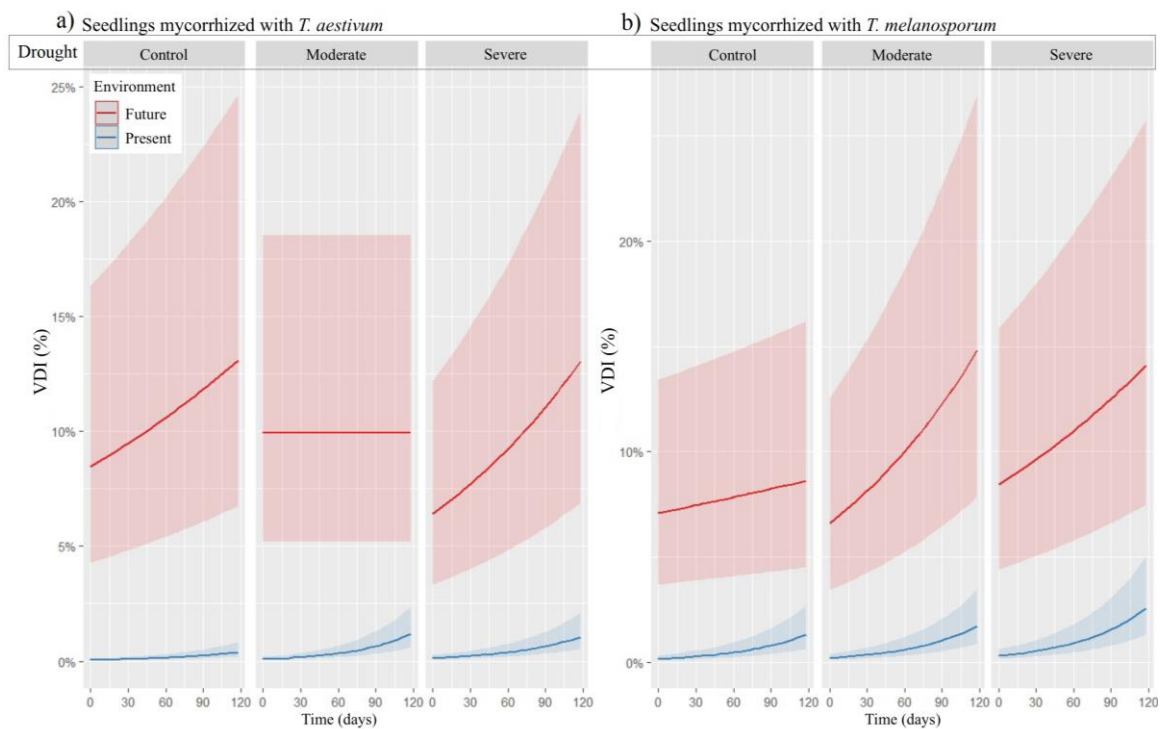 a) Seedlings mycorrhized with T. aestivum
b) Seedlings mycorrhized with T. melanosporum
Drought
Control Moderate Severe
Control Moderate Severe
Environment
Future
Present
VDI (%)
25%
20%
15%
10%
5%
0%
0 30 60 90 120 0 30 60 90 120 0 30 60 90 120
Time (days)
VDI (%)
20%
10%
0%
0 30 60 90 120 0 30 60 90 120 0 30 60 90 120
Time (days)